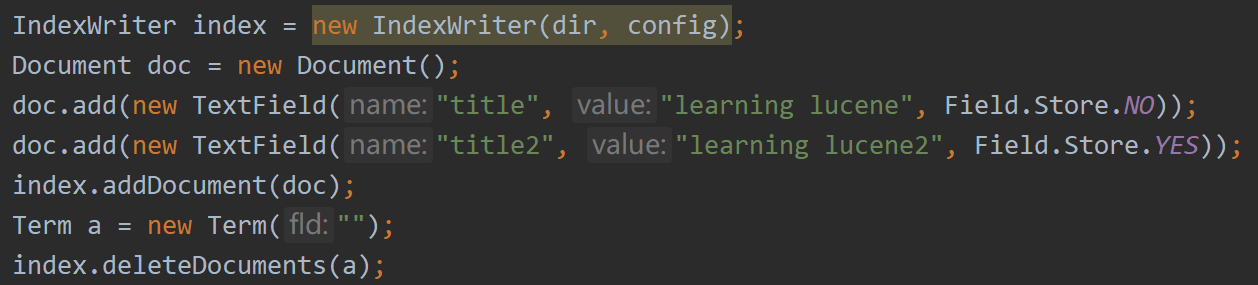 IndexWriter index = new IndexWriter(dir, config);
Document doc = new Document();
doc.add(new TextField( name: "title", value: "learning lucene", Field.Store.NO));
doc.add(new TextField( name: "title2", value: "learning lucene2", Field.Store.YES));
index.addDocument(doc);
Term a = new Term( fld: "");
index.deleteDocuments(a);